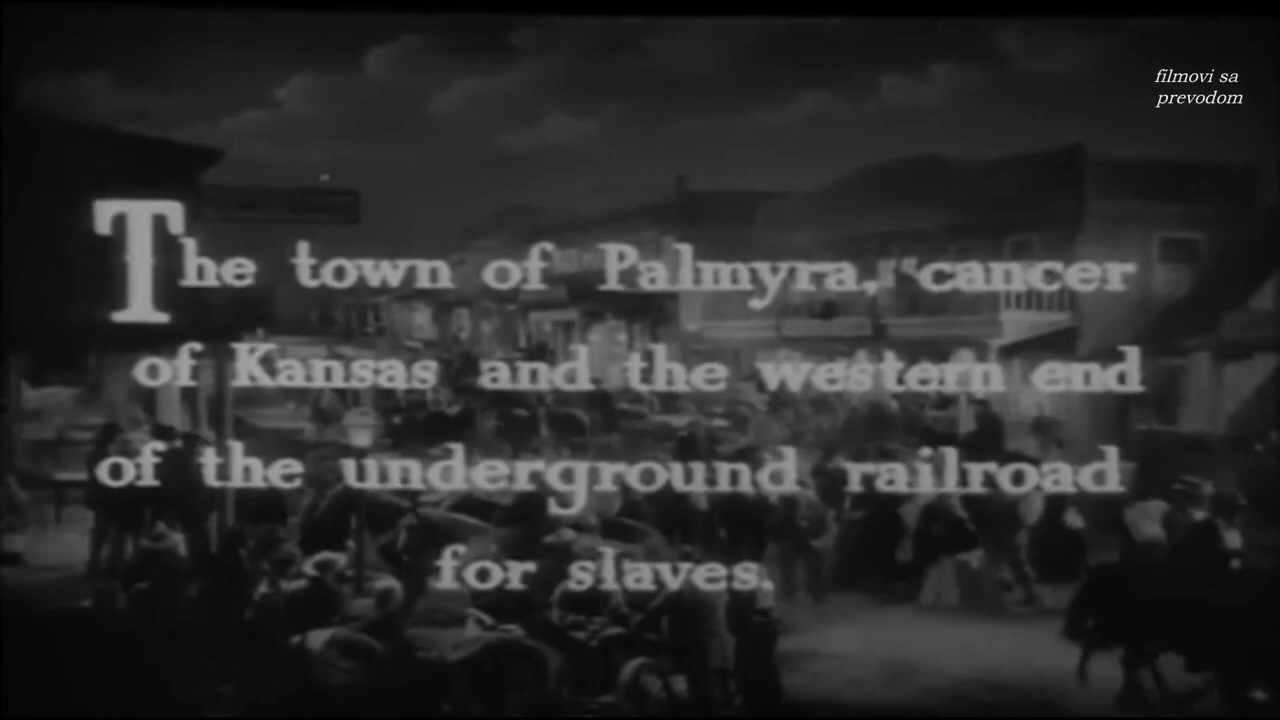 filmovi sa
prevodom
The town of Palmyra, "cancer
of Kansas and the western end
of the underground railroad
for slaves.